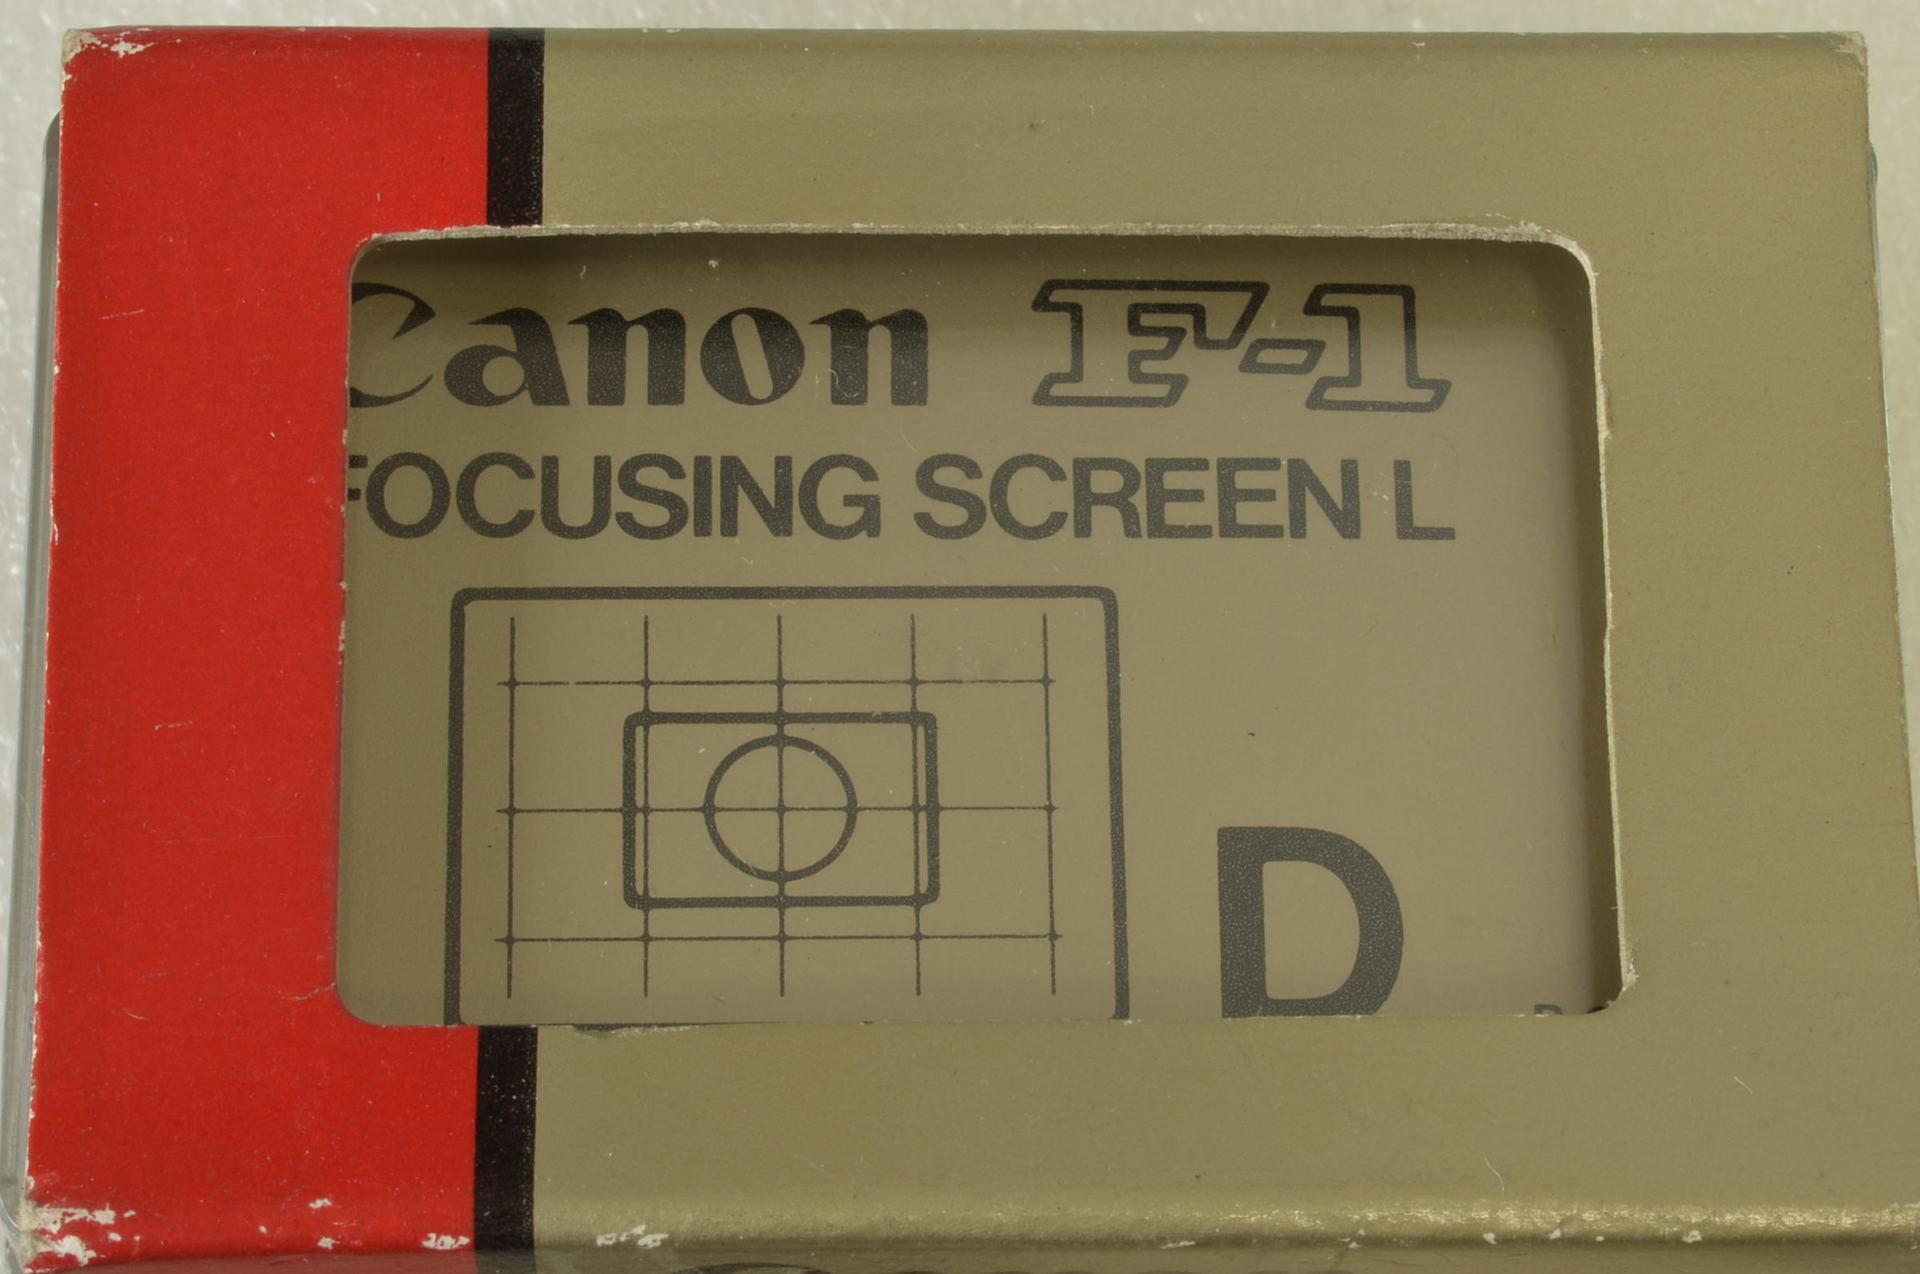 Canon F-1
FOCUSING SCREEN L
D